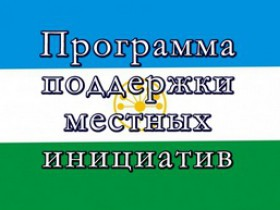 Программа
поддержки
местных
инициатив